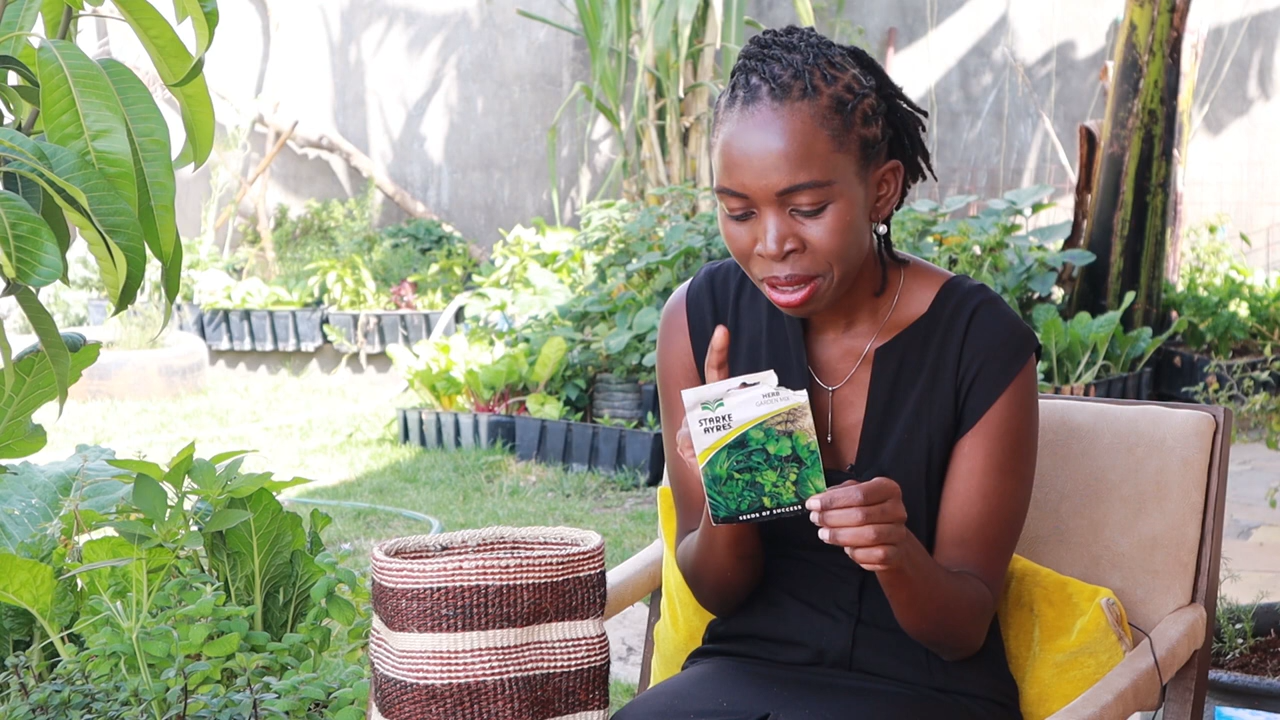 HERB
GARDEN MIX
STARKE
AYRES
SEEDS OF SUCCESS